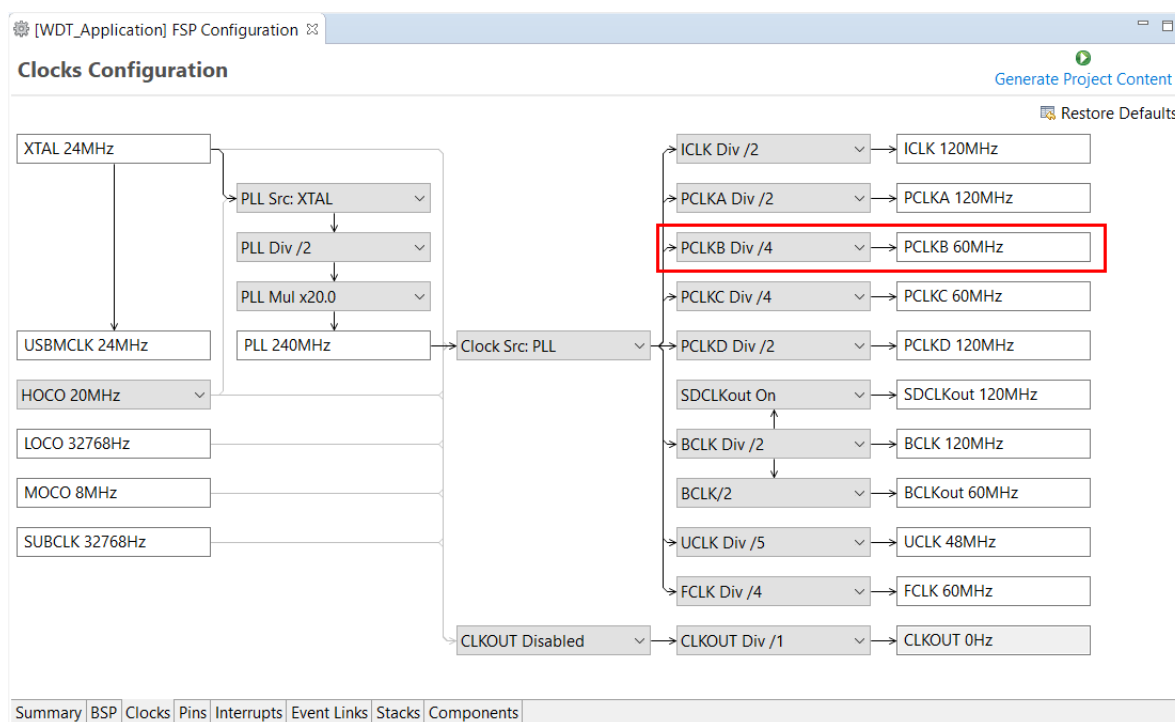 [WDT_Application] FSP Configuration
Clocks Configuration
Generate Project Content
Restore Defaults
XTAL 24MHz
ICLK Div /2
ICLK 120MHz
PLL Src: XTAL
PCLKA Div /2
PCLKA 120MHz
PLL Div /2
PCLKB Div /4
PCLKB 60MHz
PLL Mul x20.0
PCLKC Div /4
PCLKC 60MHz
USBMCLK 24MHz
PLL 240MHz
Clock Src: PLL
PCLKD Div /2
PCLKD 120MHz
HOCO 20MHz
SDCLKout On
SDCLKout 120MHz
LOCO 32768Hz
BCLK Div /2
BCLK 120MHz
MOCO 8MHz
BCLK/2
BCLKout 60MHz
SUBCLK 32768Hz
UCLK Div /5
UCLK 48MHz
FCLK Div /4
FCLK 60MHz
CLKOUT Disabled
CLKOUT Div /1
CLKOUT 0Hz
Summary BSP Clocks Pins Interrupts Event Links Stacks Components